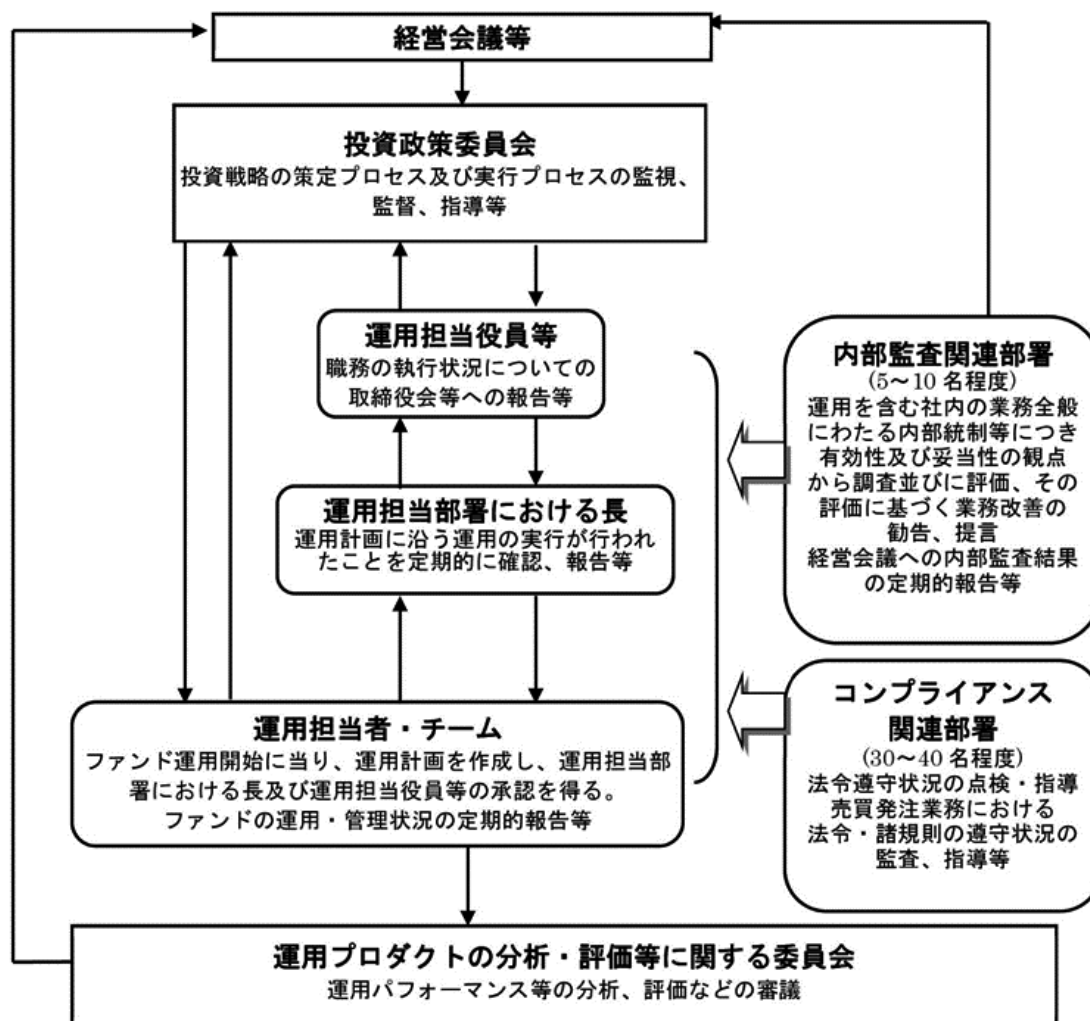 経営会議等
投資政策委員会
投資戦略の策定プロセス及び実行プロセスの監視、
監督、指導等
運用担当役員等
職務の執行状況についての
取締役会等への報告等
運用担当部署における長
運用計画に沿う運用の実行が行われ
たことを定期的に確認、報告等
運用担当者・チーム
ファンド運用開始に当り、運用計画を作成し、運用担当部
署における長及び運用担当役員等の承認を得る。
ファンドの運用・管理状況の定期的報告等
内部監査関連部署
(5～10 名程度)
運用を含む社内の業務全般
にわたる内部統制等につき
有効性及び妥当性の観点
から調査並びに評価、その
評価に基づく業務改善の
勧告、提言
経営会議への内部監査結果
の定期的報告等
コンプライアンス
関連部署
(30～40 名程度)
法令遵守状況の点検・指導
売買発注業務における
法令・諸規則の遵守状況の
監査、指導等
運用プロダクトの分析・評価等に関する委員会
運用パフォーマンス等の分析、評価などの審議